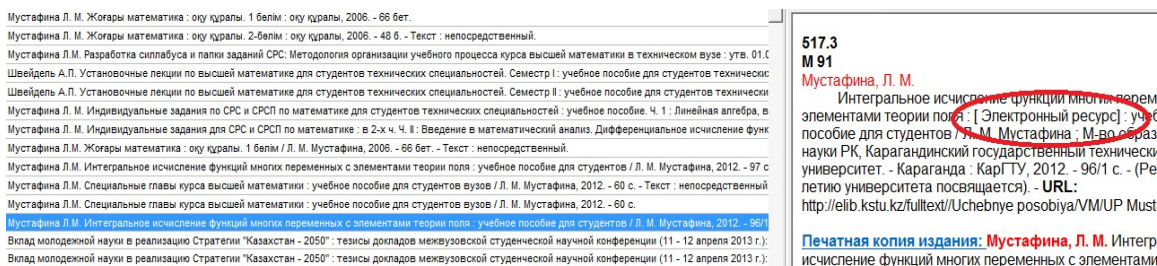 Мустафина Л. М. Жоғары математика : оқу құралы. 1 бөлім : оқу құралы, 2006. - 66 бет.
Мустафина Л. М. Жоғары математика : оқу құралы. 2-бөлім : оқу құралы, 2006. - 48 б. - Текст : непосредственный.
Мустафина Л.М. Разработка силлабуса и папки заданий СРС: Методология организации учебного процесса курса высшей математики в техническом вузе : утв. 01.0
Швейдель А.П. Установочные лекции по высшей математике для студентов технических специальностей. Семестр I : учебное пособие для студентов технически
Швейдель А.П. Установочные лекции по высшей математике для студентов технических специальностей. Семестр II : учебное пособие для студентов технически
Мустафина Л. М. Индивидуальные задания по СРС и СРСП по математике для студентов технических специальностей : учебное пособие. Ч. 1 : Линейная алгебра, в
Мустафина Л. М. Индивидуальные задания для СРС и СРСП по математике : в 2-х ч. Ч. II : Введение в математический анализ. Дифференциальное исчисление функ
Мустафина Л.М. Жоғары математика : оқу құралы. 1 бөлім / Л. М. Мустафина, 2006. - 66 бет. - Текст : непосредственный.
Мустафина Л.М. Интегральное исчисление функций многих переменных с элементами теории поля : учебное пособие для студентов / Л. М. Мустафина, 2012. - 97 с
Мустафина Л.М. Специальные главы курса высшей математики : учебное пособие для студентов вузов / Л. М. Мустафина, 2012. - 60 с. - Текст : непосредственный
Мустафина Л.М. Специальные главы курса высшей математики : учебное пособие для студентов вузов / Л. М. Мустафина, 2012. - 60 с.
Мустафина Л.М. Интегральное исчисление функций многих переменных с элементами теории поля : учебное пособие для студентов / Л. М. Мустафина, 2012. - 96/1
Вклад молодежной науки в реализацию Стратегии "Казахстан - 2050" : тезисы докладов межвузовской студенческой научной конференции (11 - 12 апреля 2013 г.):
Вклад молодежной науки в реализацию Стратегии "Казахстан - 2050" : тезисы докладов межвузовской студенческой научной конференции (11 - 12 апреля 2013 г.):
517.3
М 91
Мустафина, Л. М.
Интегральное исчисление функций многих перем
элементами теории поля : [ Электронный ресурс] : учеб
пособие для студентов / Л. М. Мустафина ; М-во образ
науки РК, Карагандинский государственный технически
университет. - Караганда : КарГТУ, 2012. - 96/1 с. - (Ре
летию университета посвящается). - URL:
http://elib.kstu.kz/fulltext//Uchebnye posobiya/VM/UP Must
Печатная копия издания: Мустафина, Л. М. Интегр
исчисление функций многих переменных с элементами